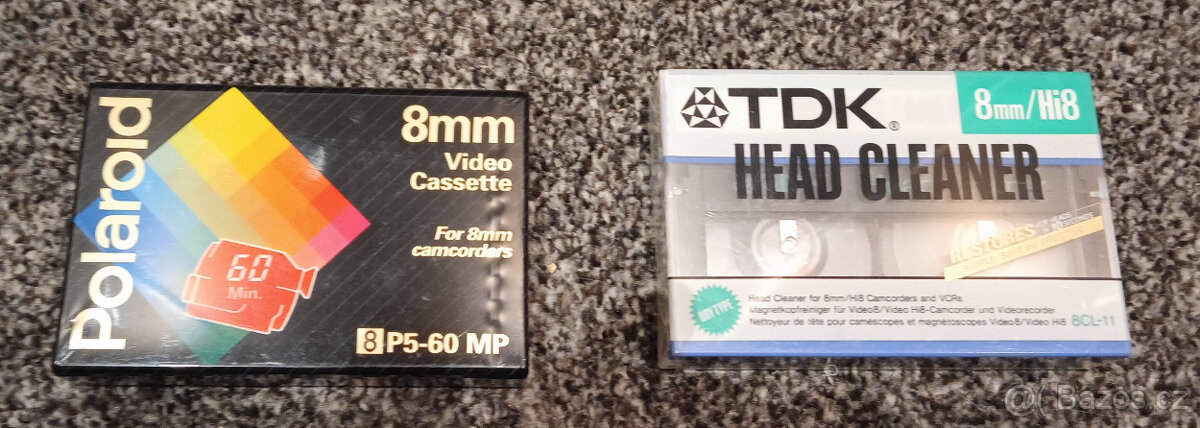 Polaroid
8mm
Video
Cassette
For 8mm
camcorders
60
Min.
8 P5-60 MP
TDK®
8mm/Hi8
HEAD CLEANER
RESTORES
DRY TYPE
Head Cleaner for 8mm/Hi8 Camcorders and VCRs
Magnetkopfreiniger für Video8/Video Hi8-Camcorder und Videorecorder
Nettoyeur de tête pour caméscopes et magnétoscopes Video8/Video Hi8
8CL-11
Bazos.cz